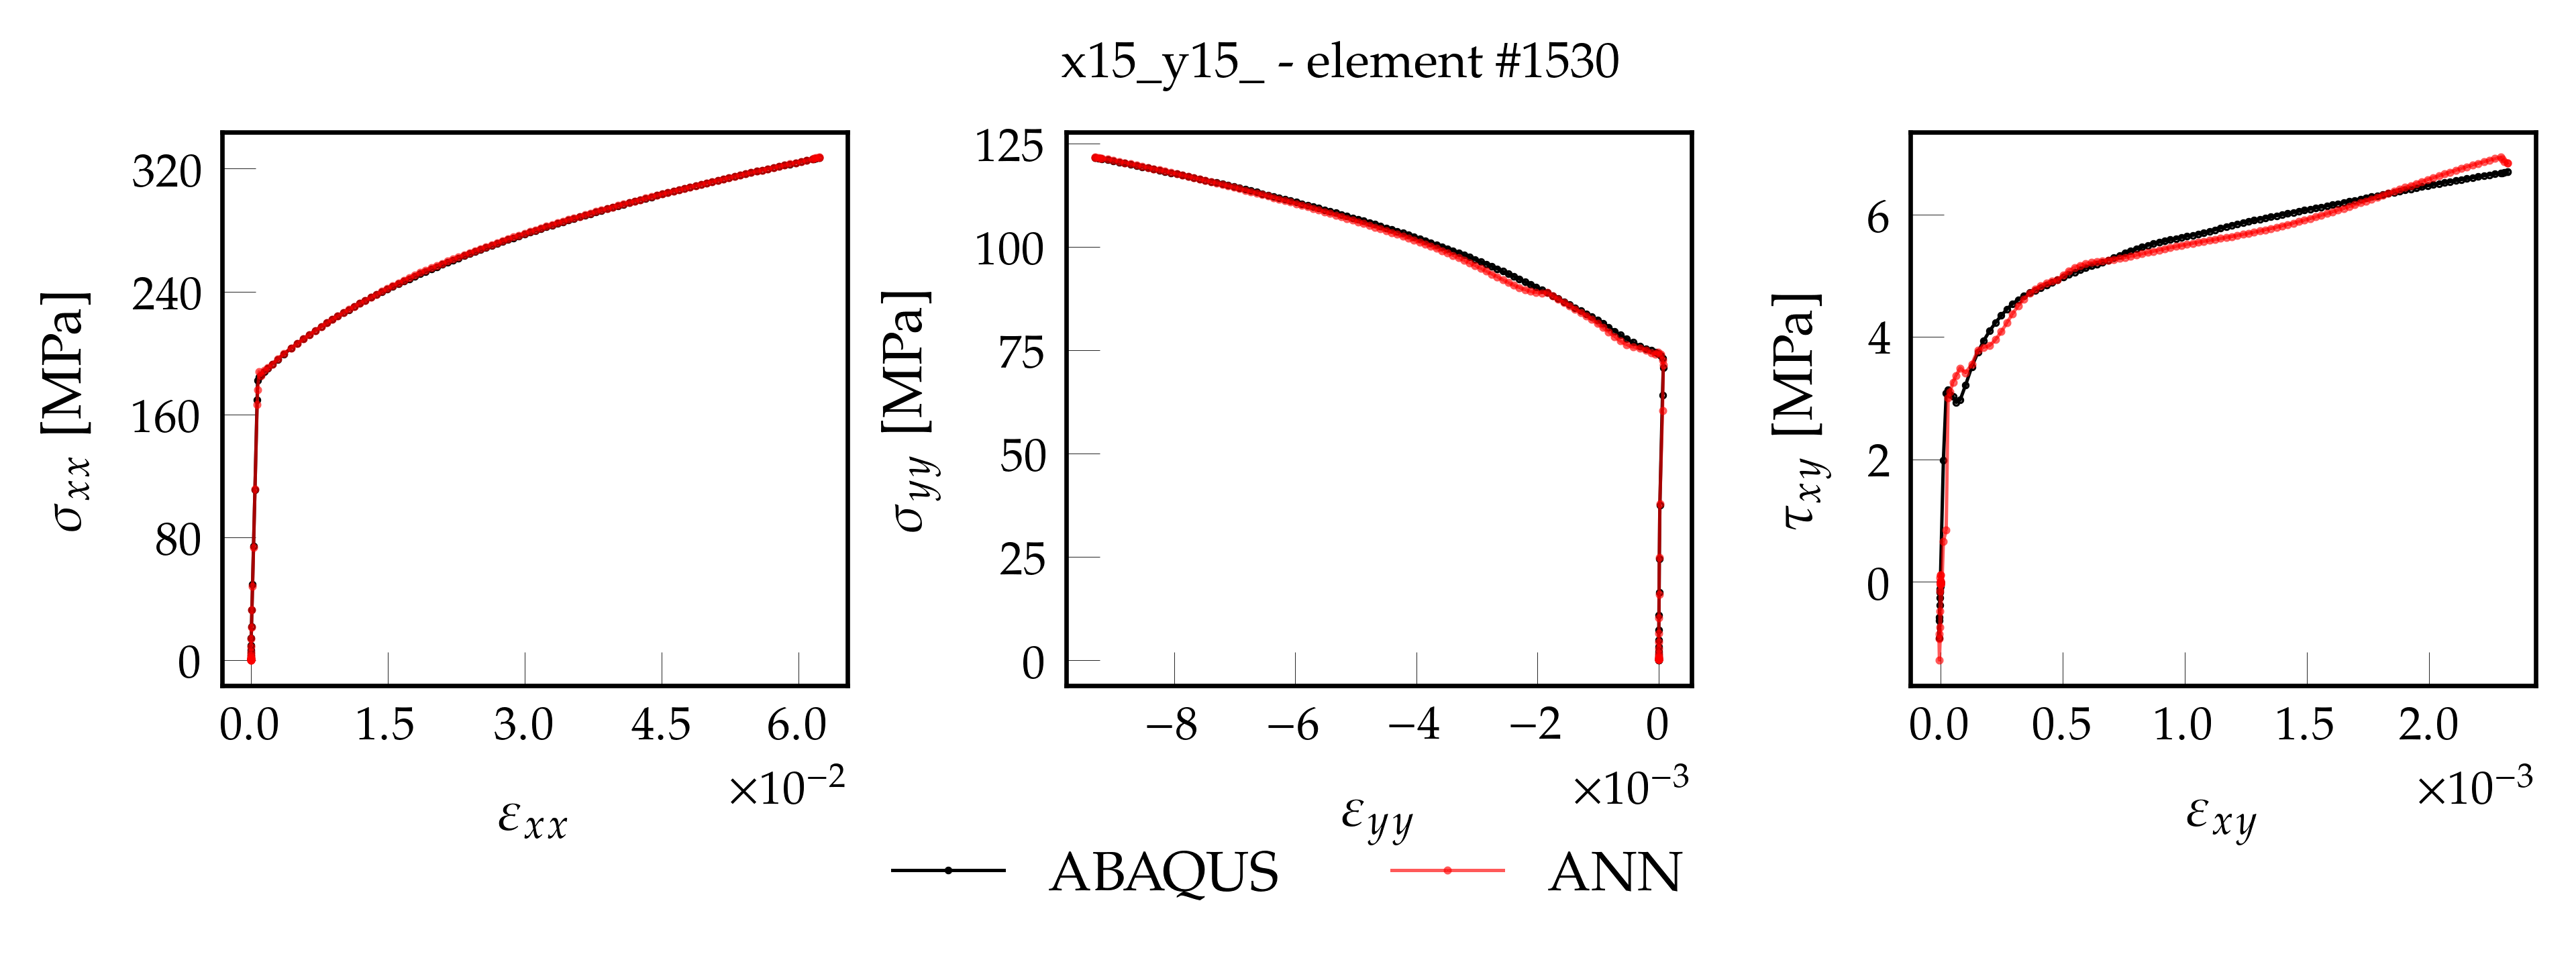 x15_y15_ - element #1530
σxx [MPa]
320
240
160
80
0
0.0 1.5 3.0 4.5 6.0
×10−2
εxx
σyy [MPa]
125
100
75
50
25
0
−8 −6 −4 −2 0
×10−3
εyy
τxy [MPa]
6
4
2
0
0.0 0.5 1.0 1.5 2.0
×10−3
εxy
ABAQUS ANN